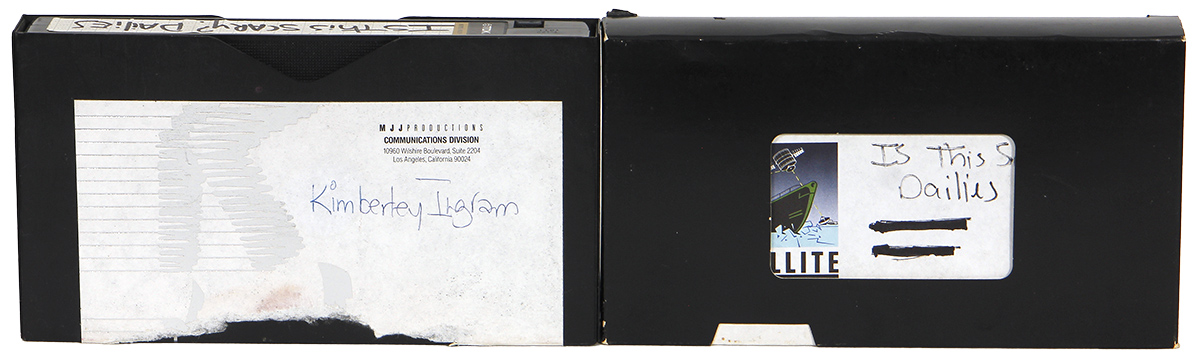 Is This Scary? Dailies
MJJ PRODUCTIONS
COMMUNICATIONS DIVISION
10960 Wilshire Boulevard, Suite 2204
Los Angeles, California 90024
Kimberley Ingram
Is This S
Dailies
LLITE